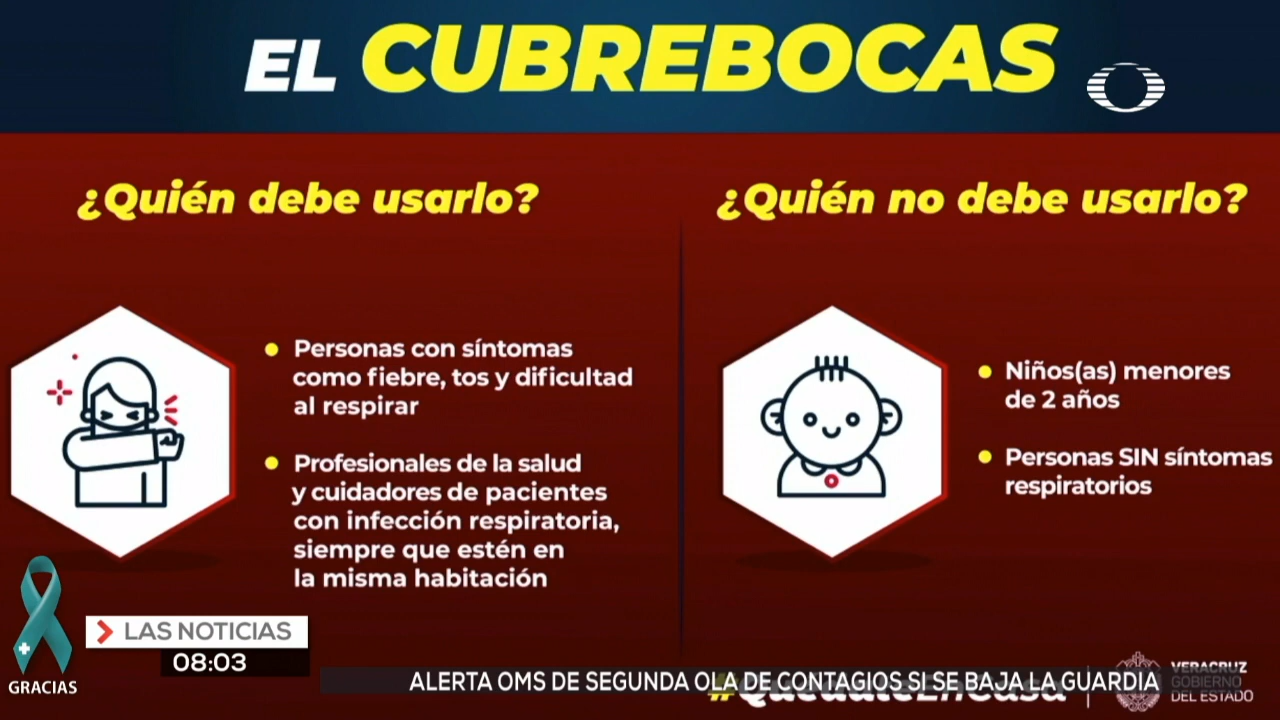 EL CUBREBOCAS
¿Quién debe usarlo?
Personas con síntomas
como fiebre, tos y dificultad
al respirar
Profesionales de la salud
y cuidadores de pacientes
con infección respiratoria,
siempre que estén en
la misma habitación
¿Quién no debe usarlo?
Niños(as) menores
de 2 años
Personas SIN síntomas
respiratorios
GRACIAS
LAS NOTICIAS
08:03
ALERTA OMS DE SEGUNDA OLA DE CONTAGIOS SI SE BAJA LA GUARDIA
#QuédateEnCasa
VERACRUZ
GOBIERNO
DEL ESTADO